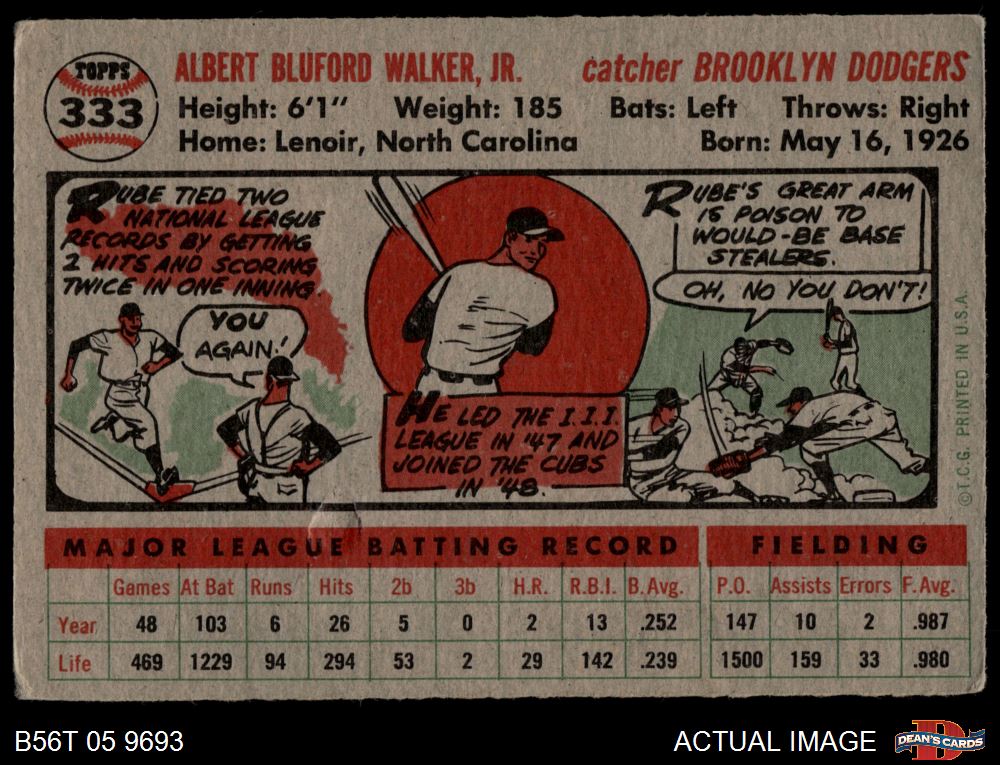 TOPPS
333
ALBERT BLUFORD WALKER, JR. catcher BROOKLYN DODGERS
Height: 6'1" Weight: 185 Bats: Left Throws: Right
Home: Lenoir, North Carolina Born: May 16, 1926
RUBE TIED TWO
NATIONAL LEAGUE
RECORDS BY GETTING
2 HITS AND SCORING
TWICE IN ONE INNING.
YOU
AGAIN!
HE LED THE I.I.I.
LEAGUE IN '47 AND
JOINED THE CUBS
IN '48.
RUBE'S GREAT ARM
IS POISON TO
WOULD-BE BASE
STEALERS.
OH, NO YOU DON'T!
© T.C.G. PRINTED IN U.S.A.
MAJOR LEAGUE BATTING RECORD FIELDING
Games At Bat Runs Hits 2b 3b H.R. R.B.I. B.Avg. P.O. Assists Errors F.Avg.
Year 48 103 6 26 5 0 2 13 .252 147 10 2 .987
Life 469 1229 94 294 53 2 29 142 .239 1500 159 33 .980
B56T 05 9693 ACTUAL IMAGE DEAN'S CARDS